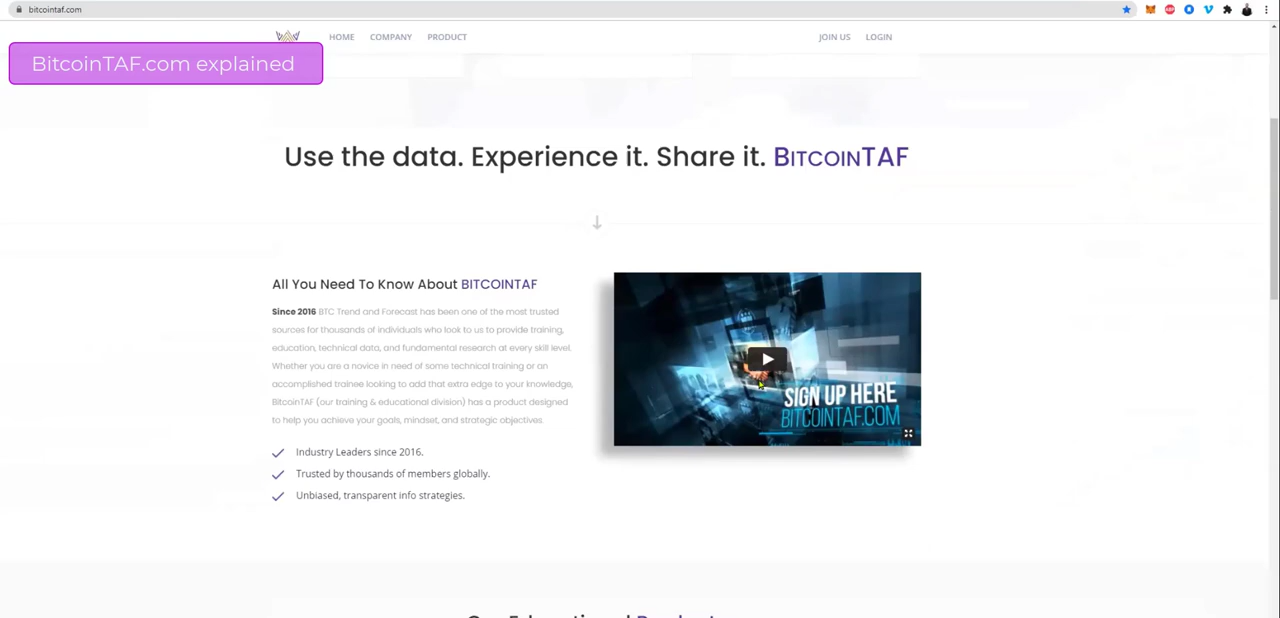 bitcointaf.com
HOME COMPANY PRODUCT JOIN US LOGIN
BitcoinTAF.com explained
Use the data. Experience it. Share it. BITCOINTAF
All You Need To Know About BITCOINTAF
Since 2016 BTC Trend and Forecast has been one of the most trusted
sources for thousands of individuals who look to us to provide training,
education, technical data, and fundamental research at every skill level.
Whether you are a novice in need of some technical training or an
accomplished trainee looking to add that extra edge to your knowledge,
BitcoinTAF (our training & educational division) has a product designed
to help you achieve your goals, mindset, and strategic objectives.
Industry Leaders since 2016.
Trusted by thousands of members globally.
Unbiased, transparent info strategies.
SIGN UP HERE
BITCOINTAF.COM